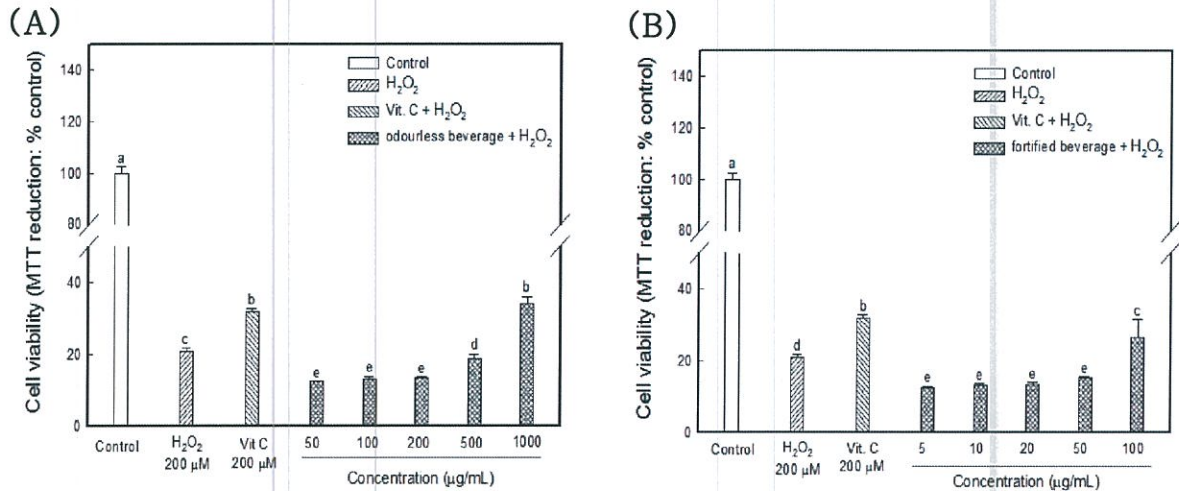 (A)
Cell viability (MTT reduction: % control)
140
120
100
80
40
20
0
Control
H₂O₂
Vit. C + H₂O₂
odourless beverage + H₂O₂
a
c
b
e
e
e
d
b
Control
H₂O₂
200 μM
Vit C
200 μM
50 100 200 500 1000
Concentration (μg/mL)
(B)
Cell viability (MTT reduction: % control)
140
120
100
80
40
20
0
Control
H₂O₂
Vit. C + H₂O₂
fortified beverage + H₂O₂
a
d
b
e
e
e
e
c
Control
H₂O₂
200 μM
Vit. C
200 μM
5 10 20 50 100
Concentration (μg/mL)